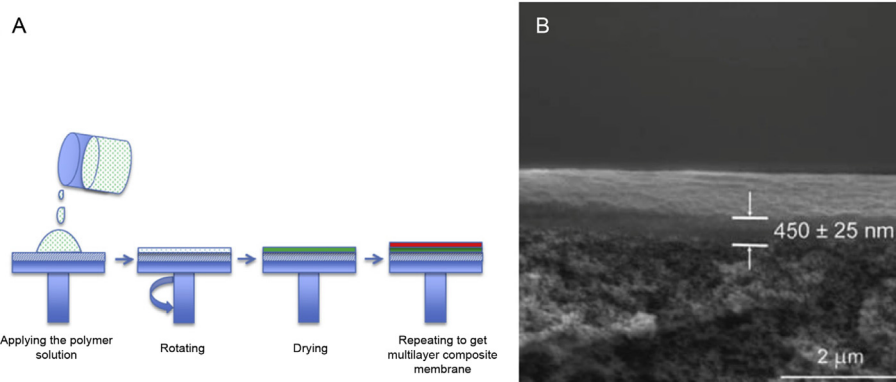 A
Applying the polymer
solution
Rotating
Drying
Repeating to get
multilayer composite
membrane
B
450 ± 25 nm
2 μm